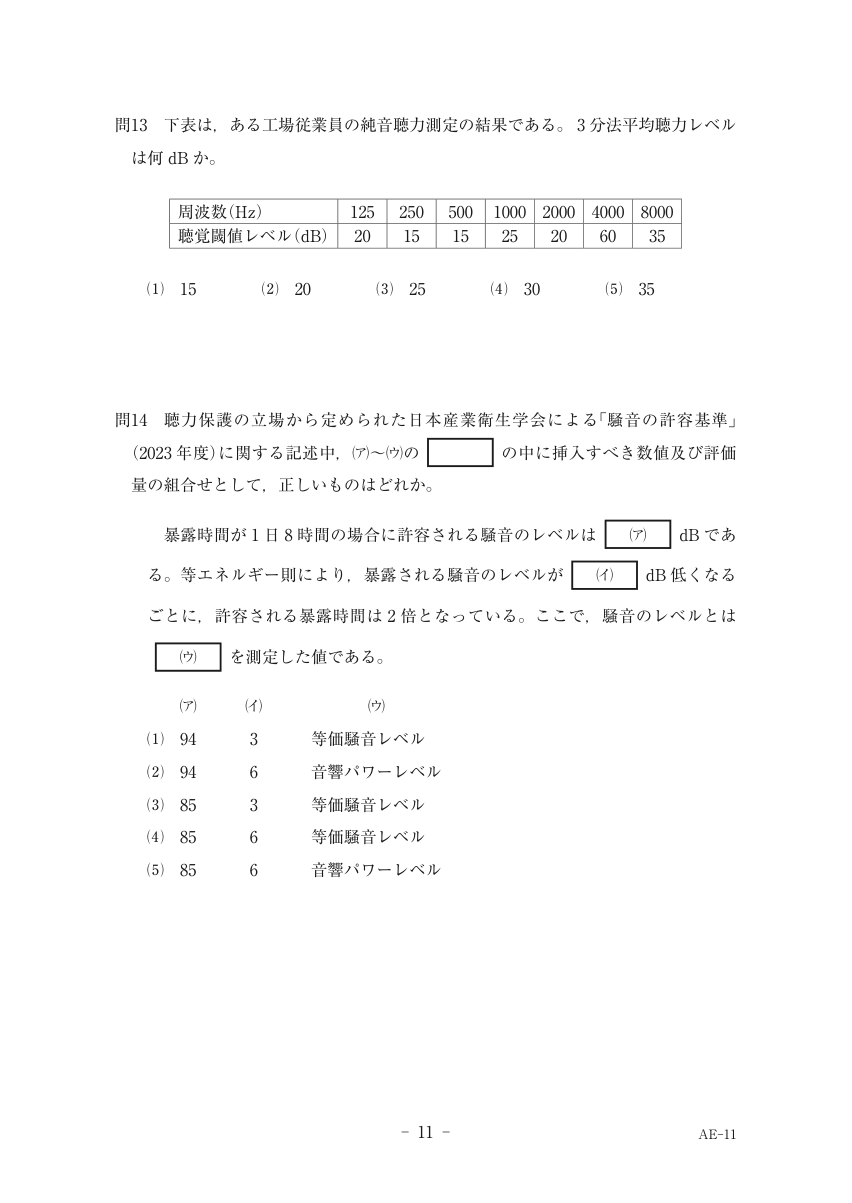 問13　下表は，ある工場従業員の純音聴力測定の結果である。３分法平均聴力レベル
は何 dB か。
周波数(Hz) 125 250 500 1000 2000 4000 8000
聴覚閾値レベル(dB) 20 15 15 25 20 60 35
⑴ 15 ⑵ 20 ⑶ 25 ⑷ 30 ⑸ 35
問14　聴力保護の立場から定められた日本産業衛生学会による「騒音の許容基準」
（2023 年度）に関する記述中，㈦～㈨の の中に挿入すべき数値及び評価
量の組合せとして，正しいものはどれか。
暴露時間が１日８時間の場合に許容される騒音のレベルは (ア) dB であ
る。等エネルギー則により，暴露される騒音のレベルが (イ) dB 低くなる
ごとに，許容される暴露時間は２倍となっている。ここで，騒音のレベルとは
(ウ) を測定した値である。
(ア) (イ) (ウ)
⑴ 94 3 等価騒音レベル
⑵ 94 6 音響パワーレベル
⑶ 85 3 等価騒音レベル
⑷ 85 6 等価騒音レベル
⑸ 85 6 音響パワーレベル
－ 11 －
AE−11